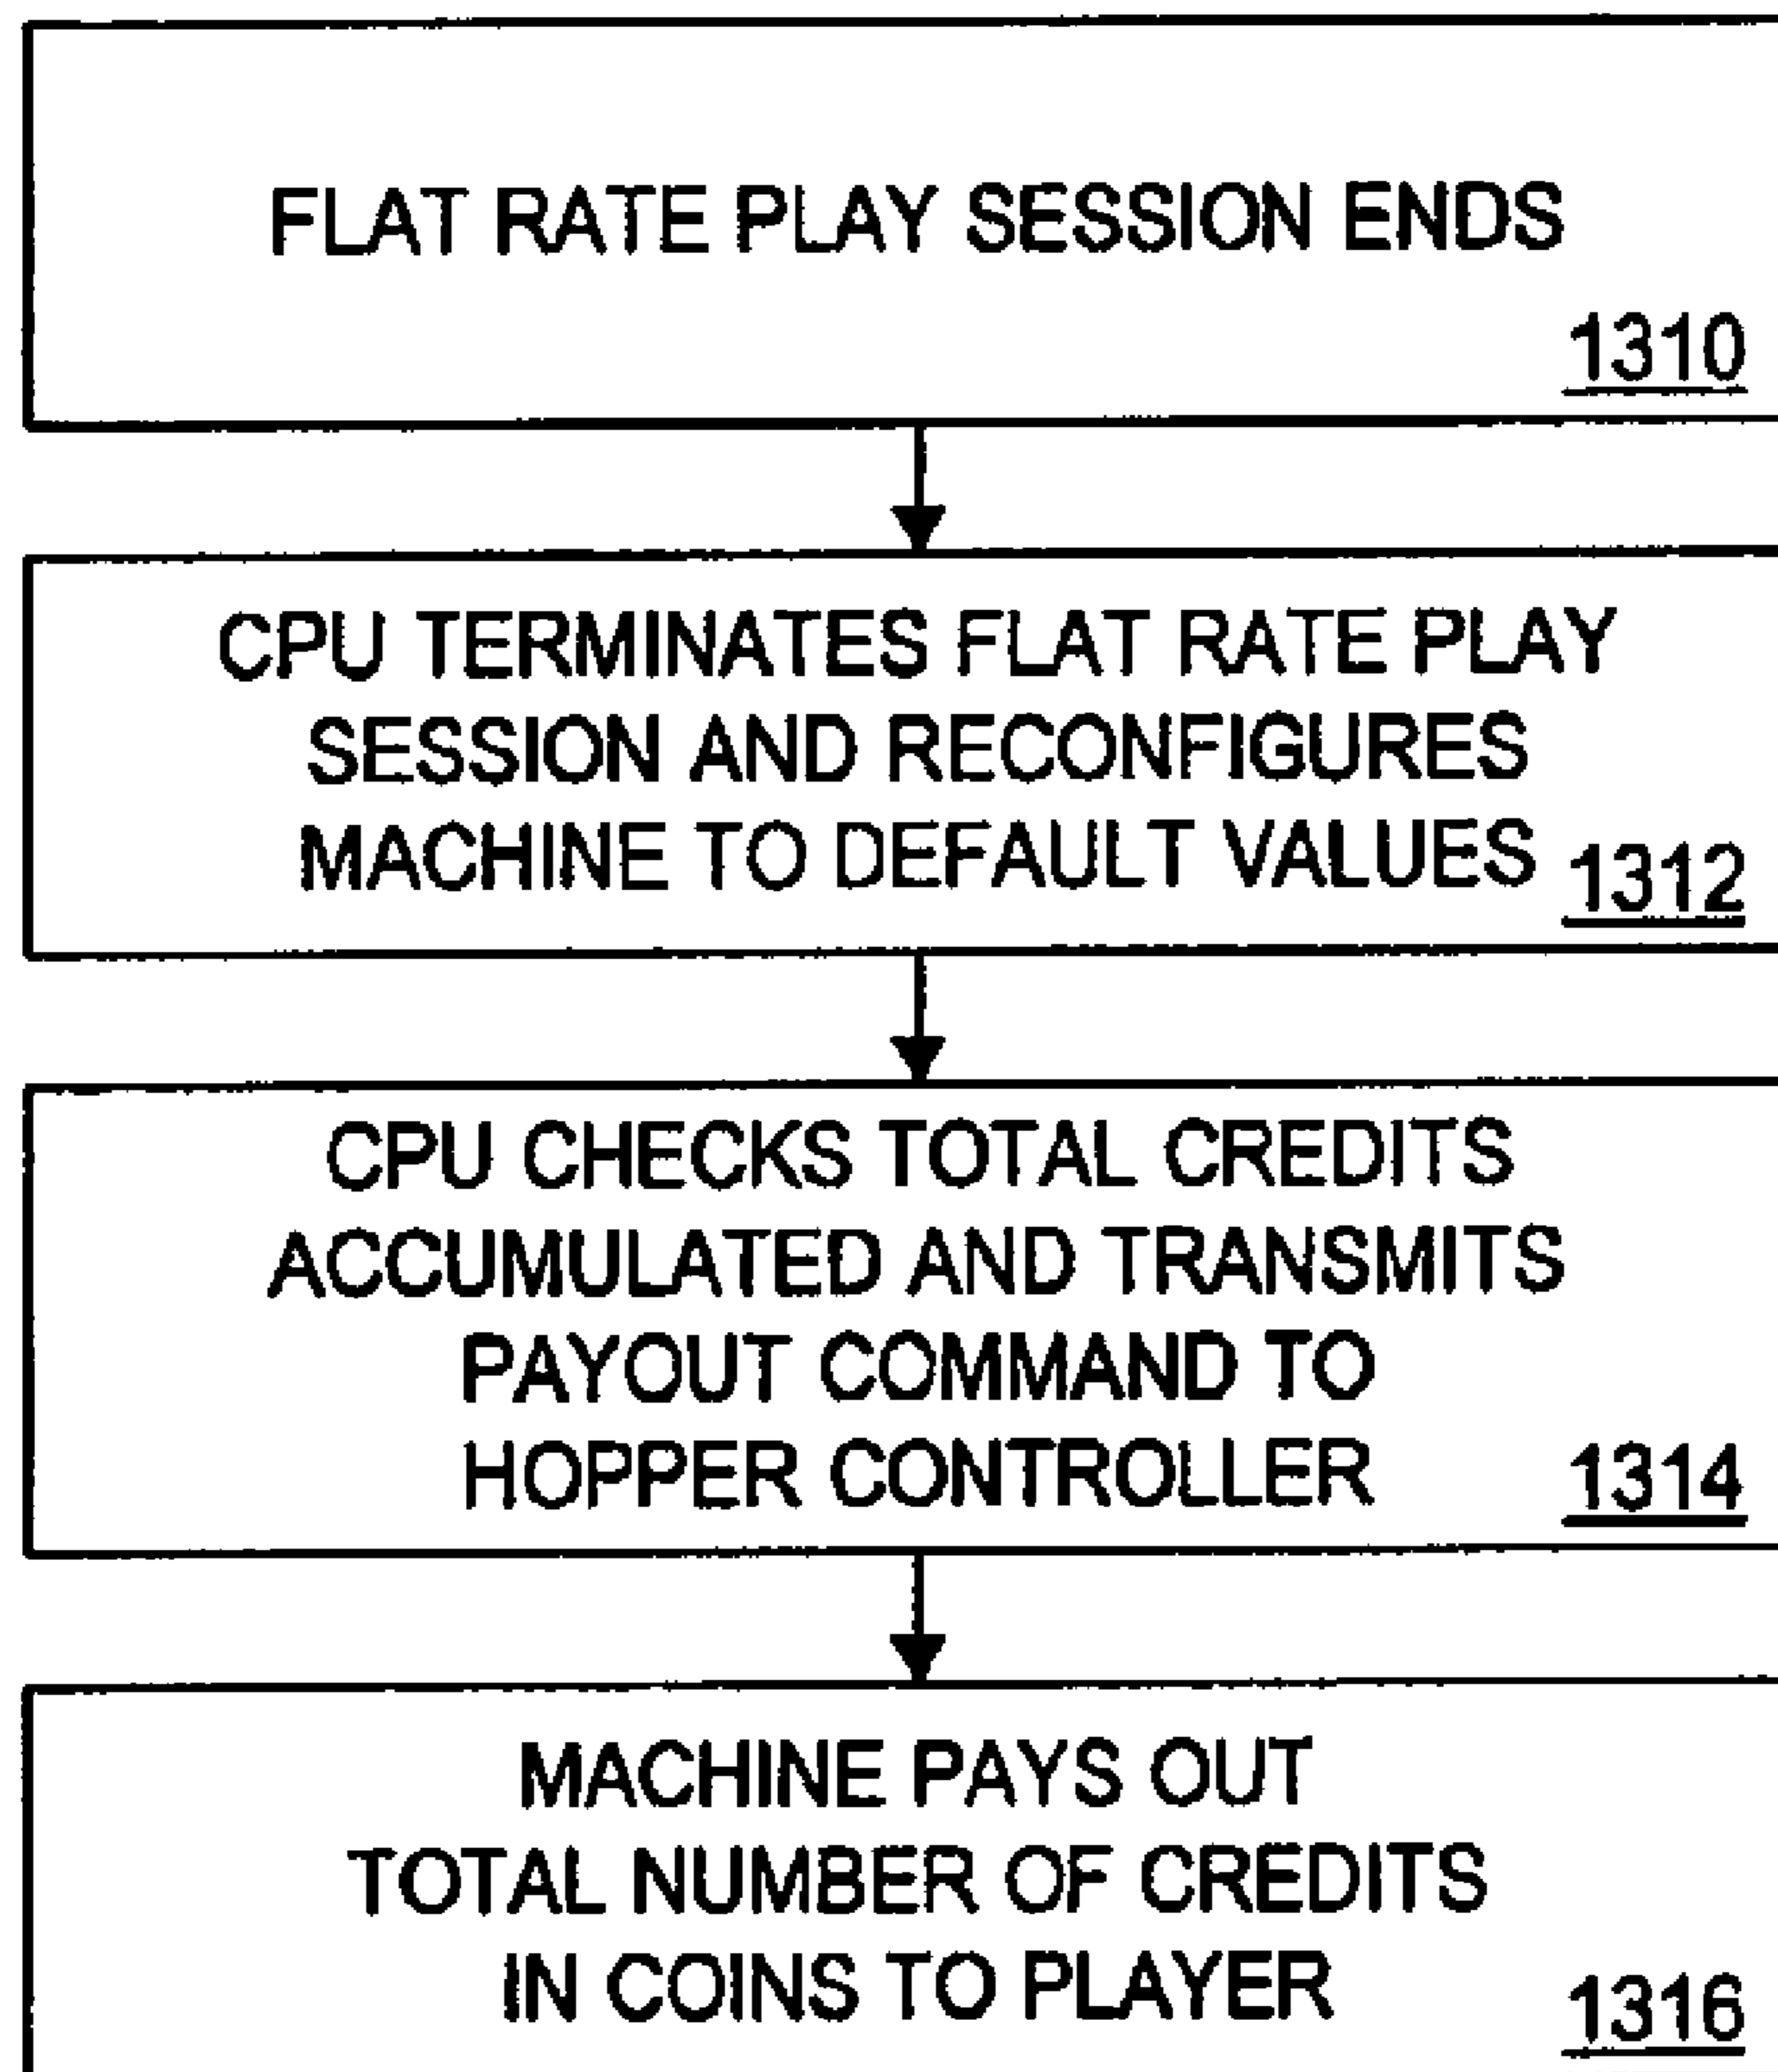 FLAT RATE PLAY SESSION ENDS
1310
CPU TERMINATES FLAT RATE PLAY
SESSION AND RECONFIGURES
MACHINE TO DEFAULT VALUES
1312
CPU CHECKS TOTAL CREDITS
ACCUMULATED AND TRANSMITS
PAYOUT COMMAND TO
HOPPER CONTROLLER
1314
MACHINE PAYS OUT
TOTAL NUMBER OF CREDITS
IN COINS TO PLAYER
1316